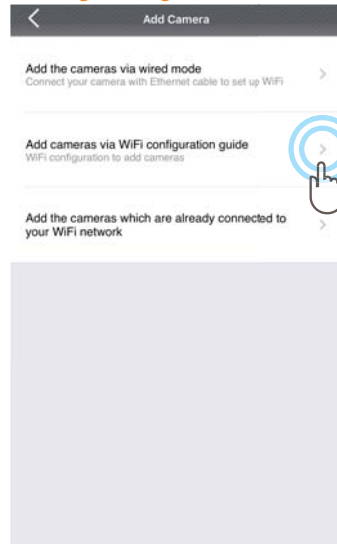 Add Camera
Add the cameras via wired mode
Connect your camera with Ethernet cable to set up WiFi
Add cameras via WiFi configuration guide
WiFi configuration to add cameras
Add the cameras which are already connected to
your WiFi network